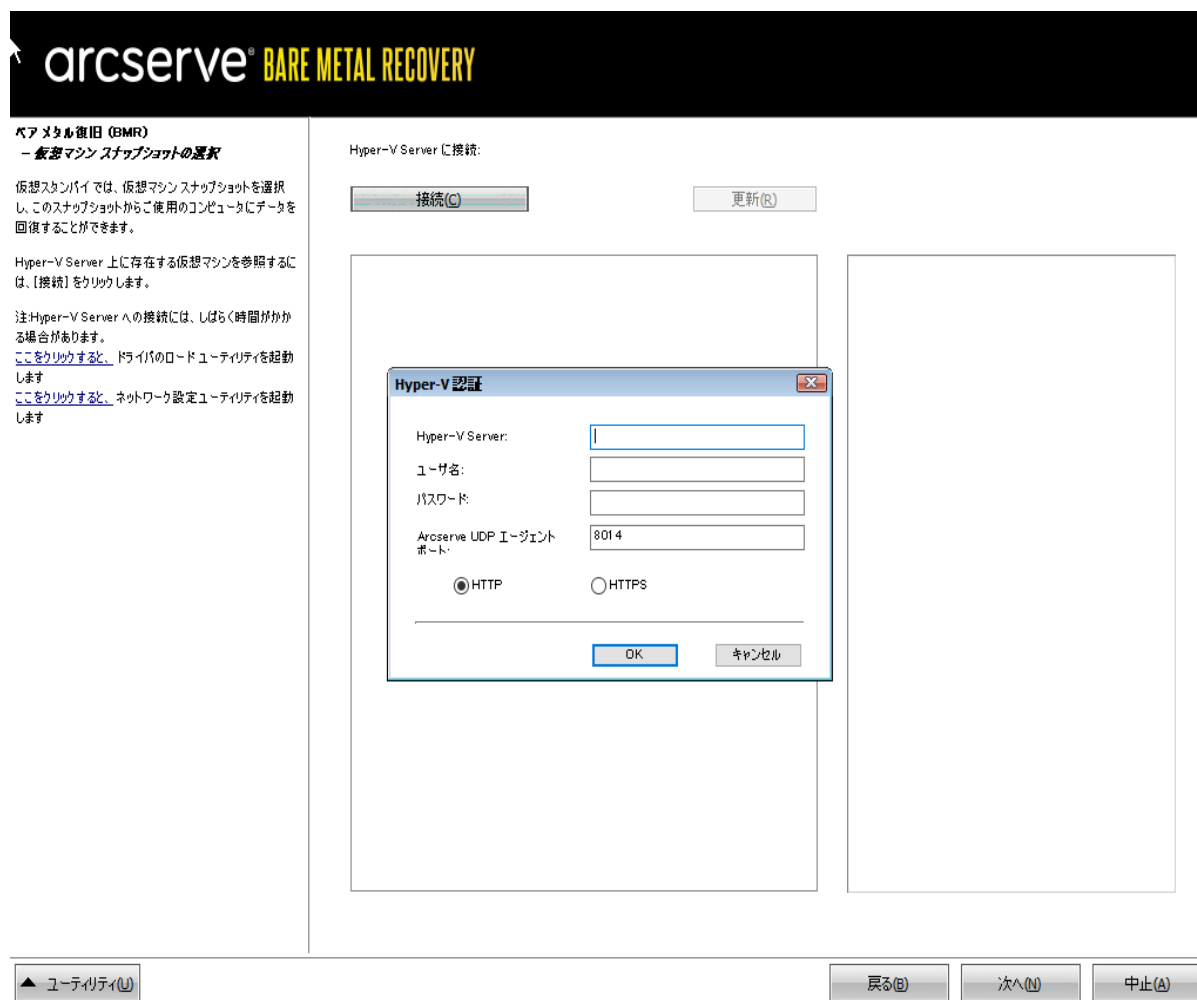 arcserve® BARE METAL RECOVERY
ベア メタル復旧 (BMR)
– 仮想マシン スナップショットの選択
仮想スタンバイ では、仮想マシン スナップショットを選択
し、このスナップショットからご使用のコンピュータにデータを
回復することができます。
Hyper-V Server 上に存在する仮想マシンを参照するに
は、[接続] をクリックします。
注:Hyper-V Server への接続には、しばらく時間がかか
る場合があります。
ここをクリックすると、 ドライバのロード ユーティリティを起動
します
ここをクリックすると、 ネットワーク設定ユーティリティを起動
します
Hyper-V Server に接続:
接続(C)
更新(R)
Hyper-V 認証
Hyper-V Server:
ユーザ名:
パスワード:
Arcserve UDP エージェント
ポート:
8014
HTTP
HTTPS
OK
キャンセル
▲ ユーティリティ(U)
戻る(B)
次へ(N)
中止(A)